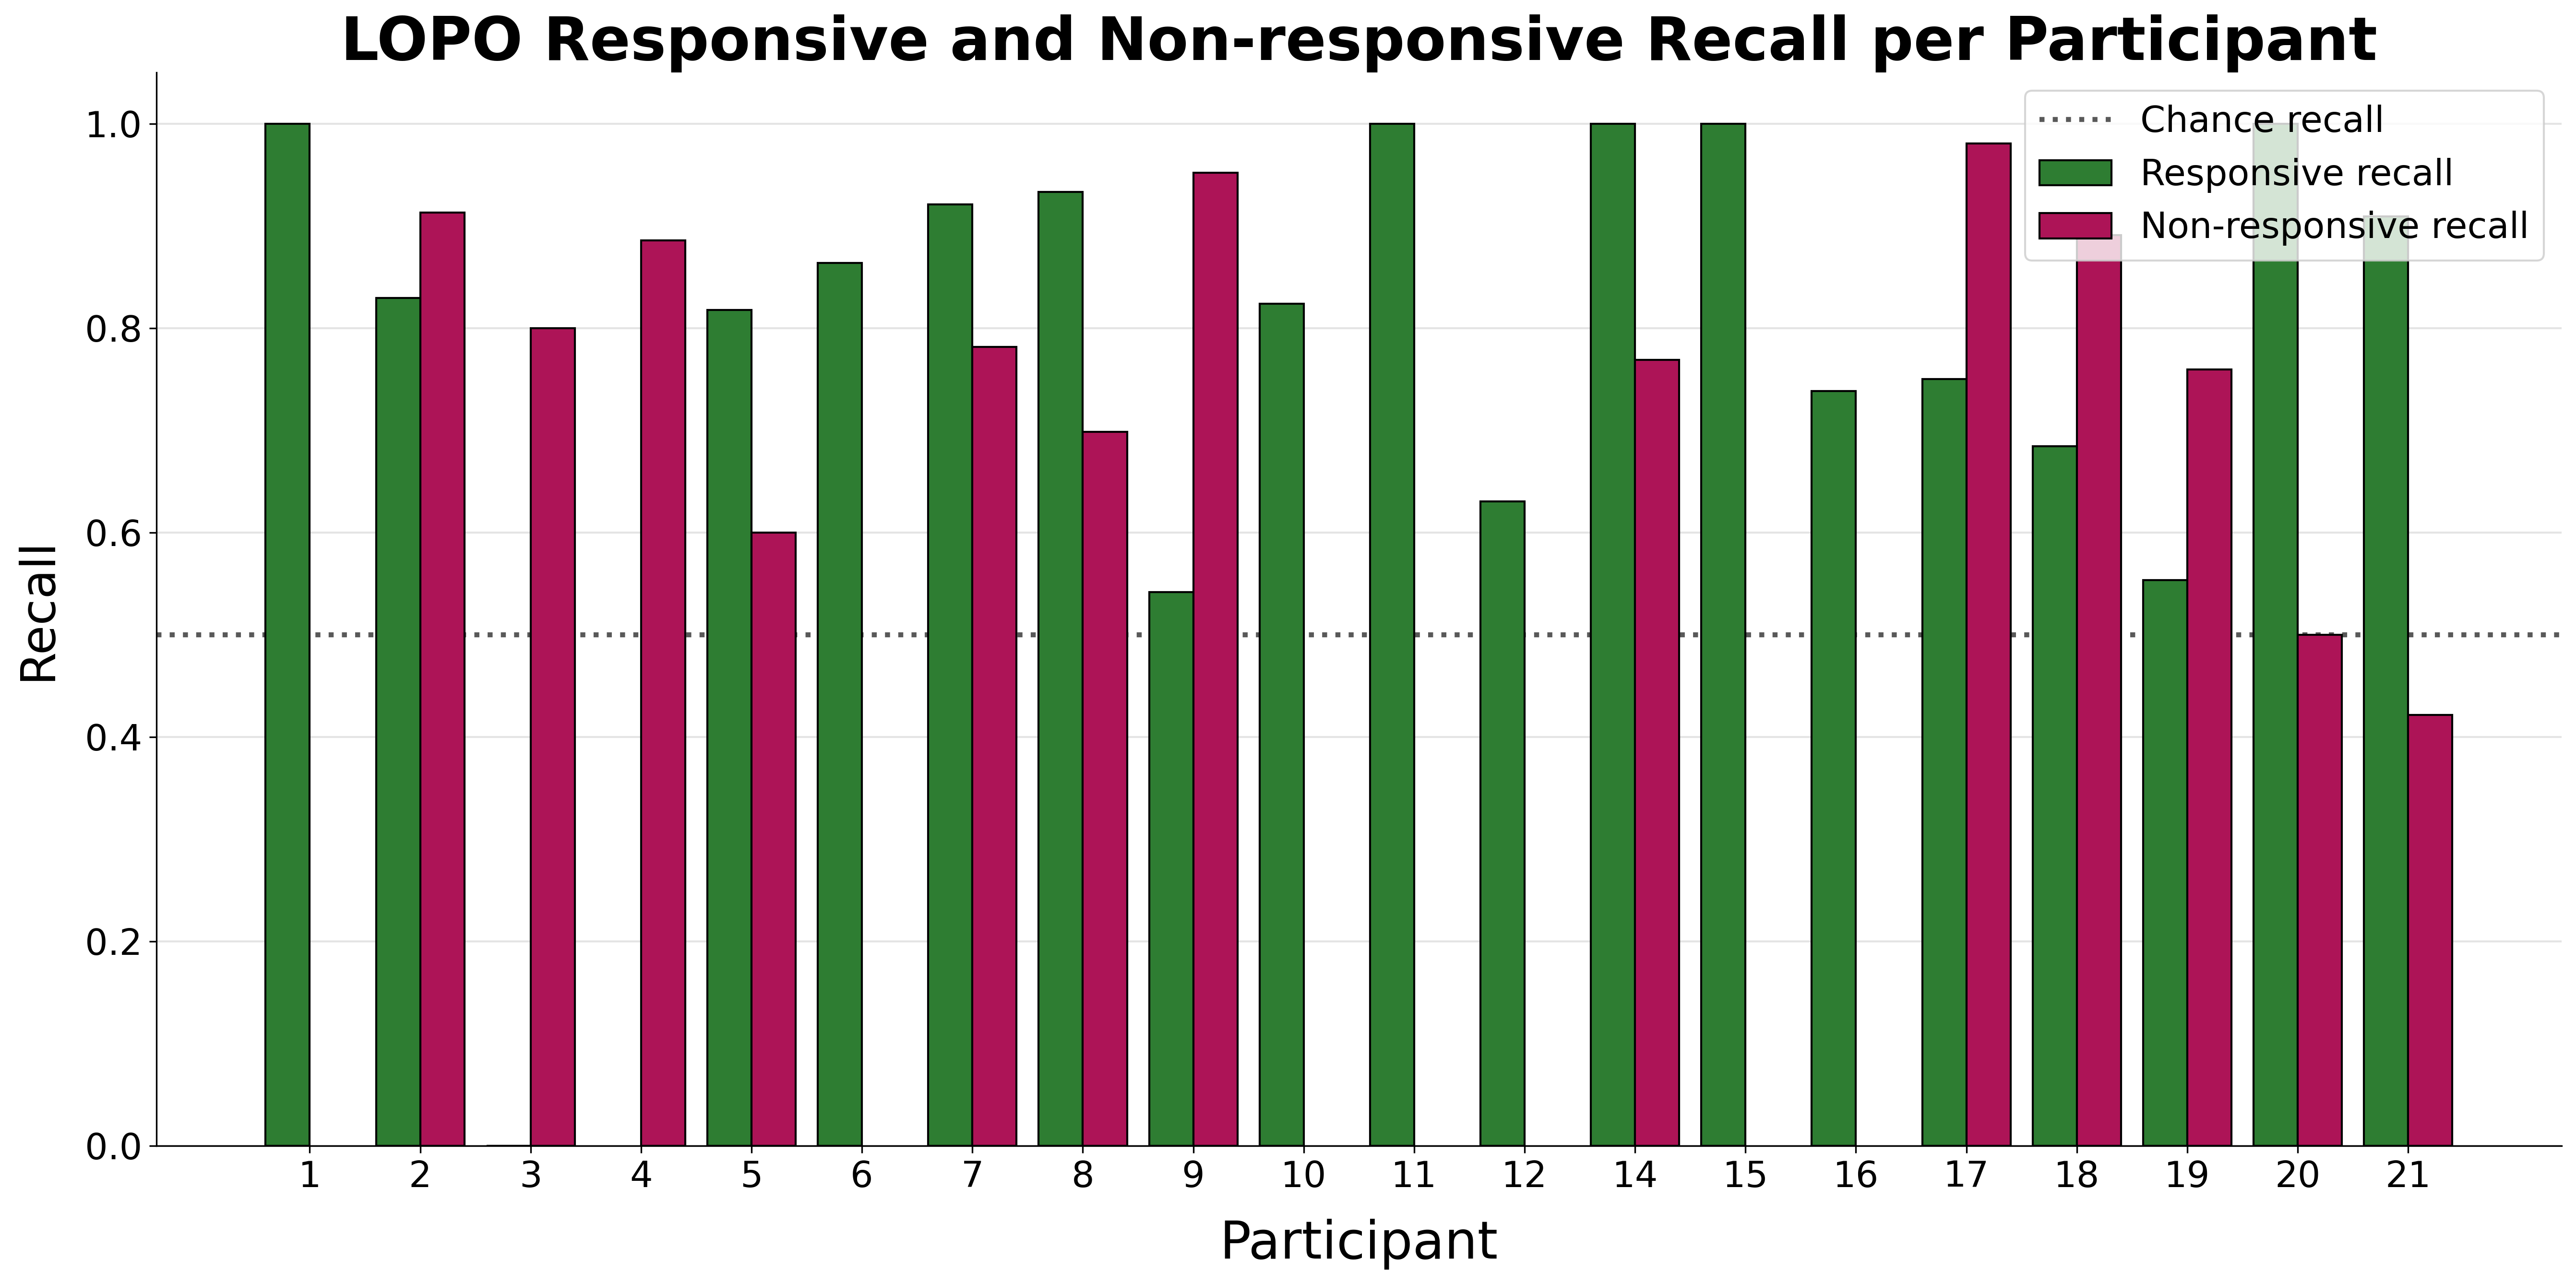 LOPO Responsive and Non-responsive Recall per Participant
Chance recall
Responsive recall
Non-responsive recall
1.0
0.8
0.6
0.4
0.2
0.0
Recall
1 2 3 4 5 6 7 8 9 10 11 12 14 15 16 17 18 19 20 21
Participant